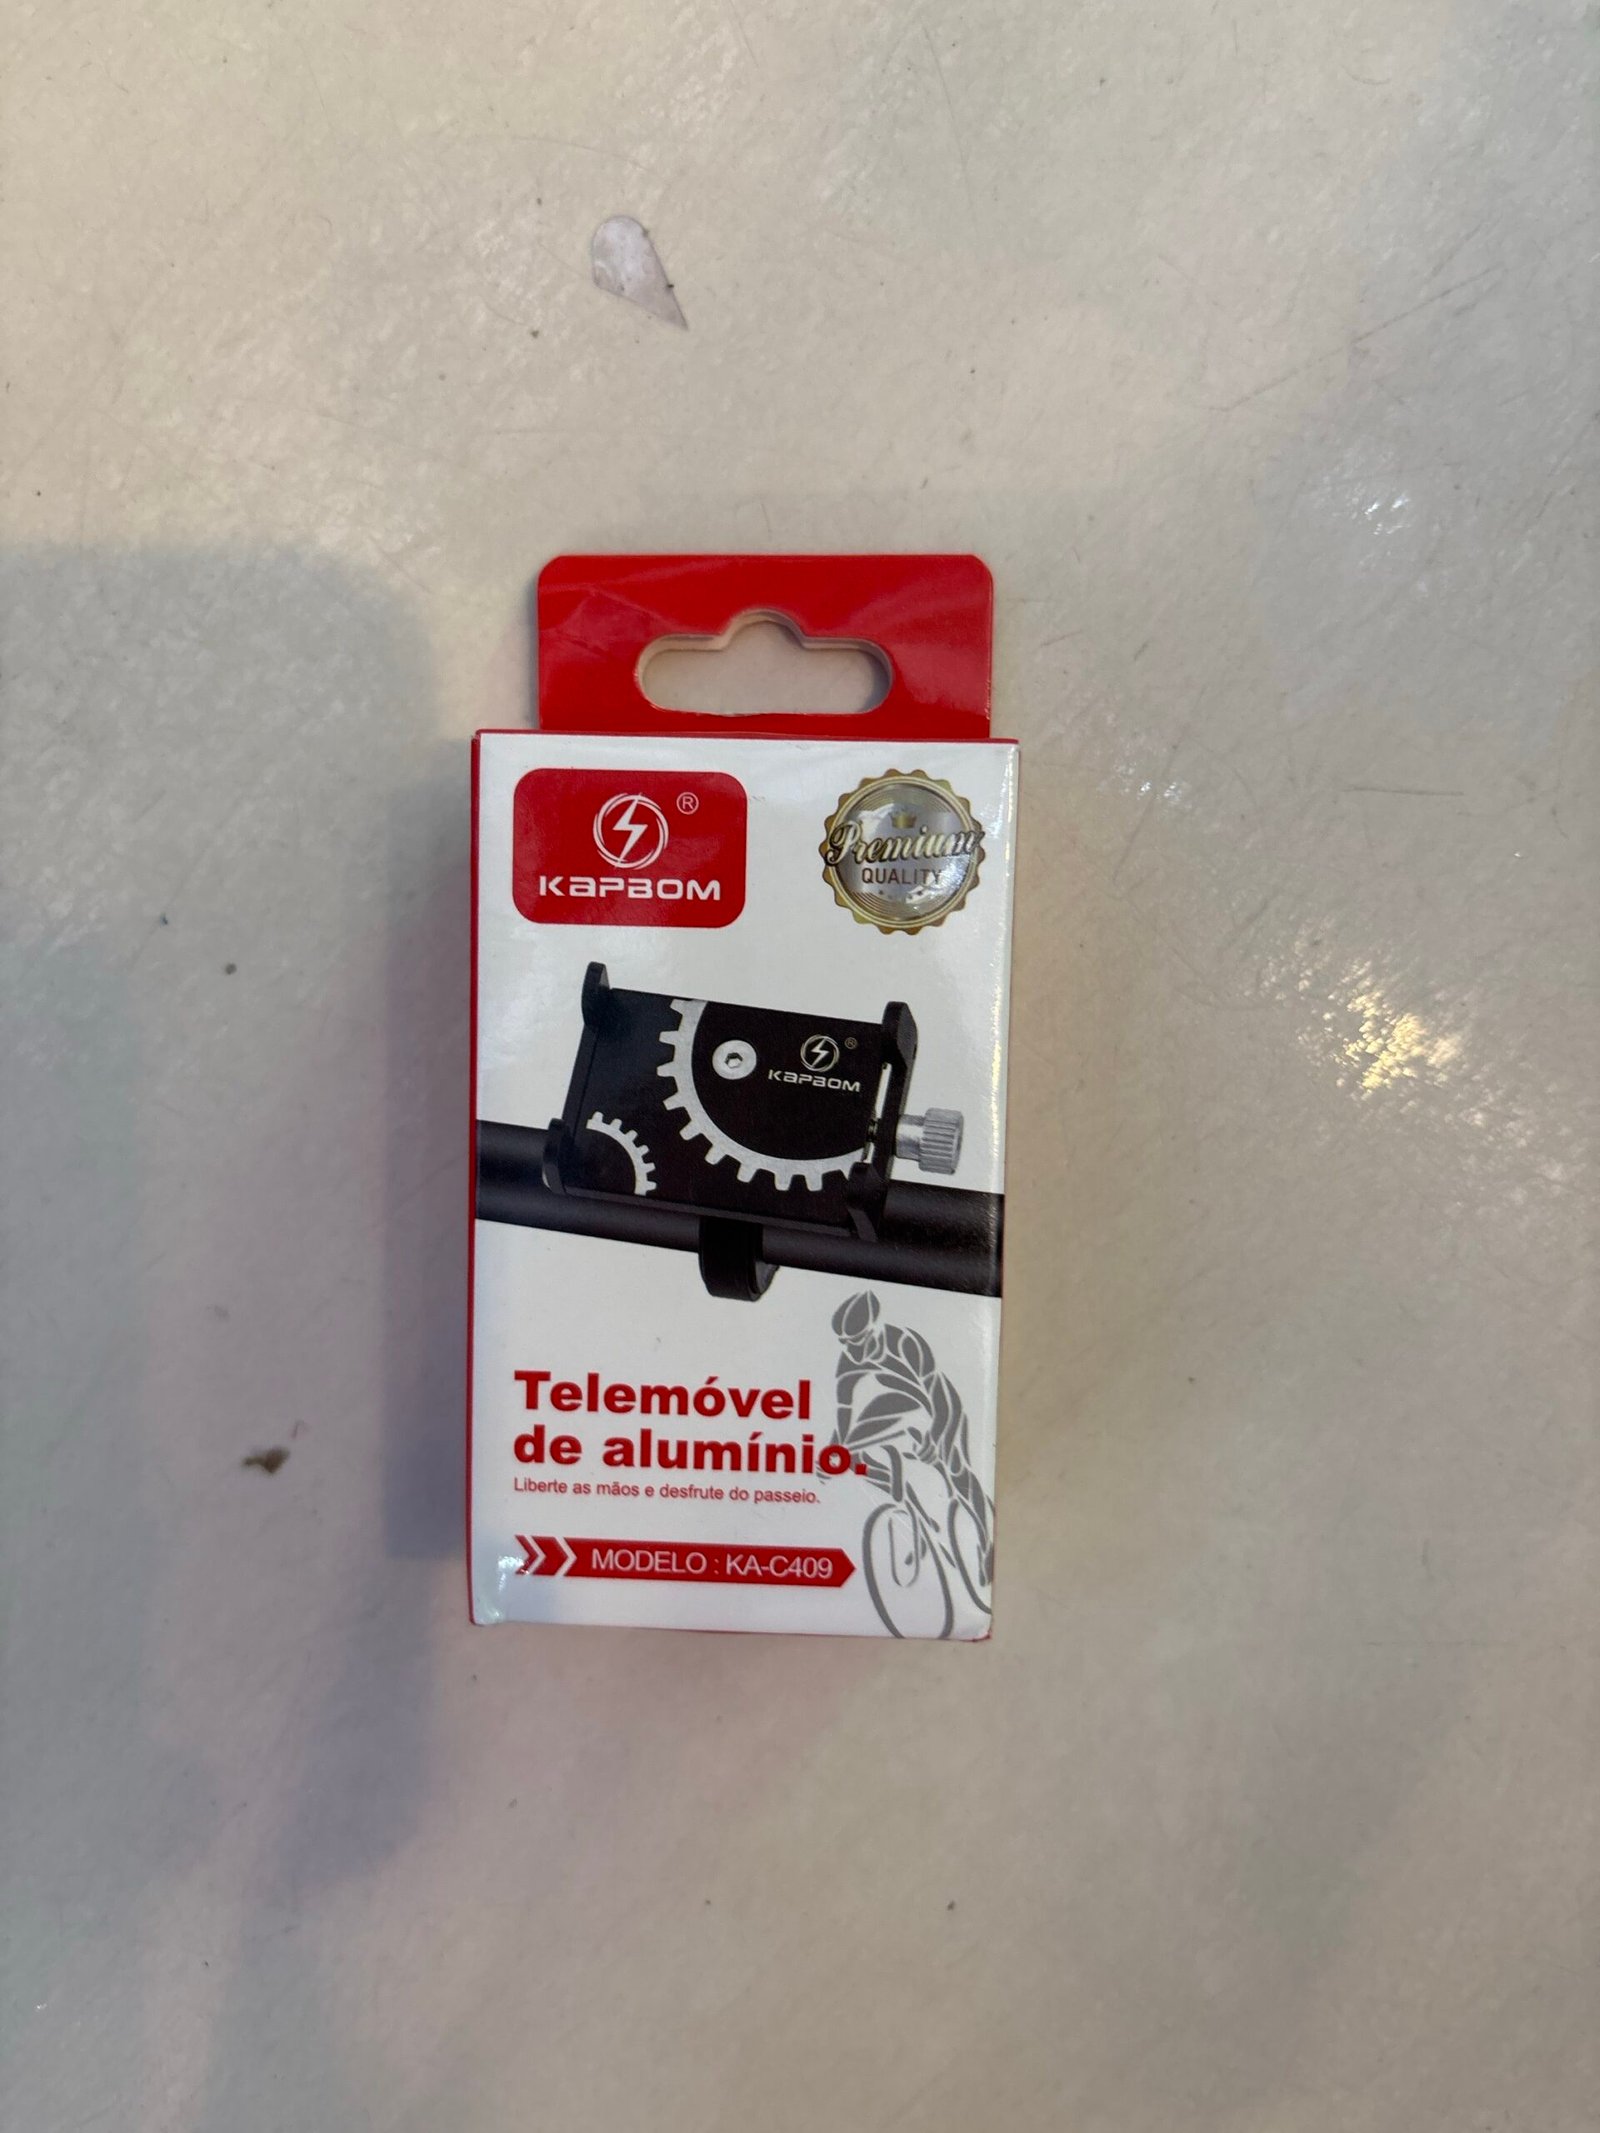 ®
KAPBOM
Premium
QUALITY
®
KAPBOM
Telemóvel
de alumínio.
Liberte as mãos e desfrute do passeio.
MODELO : KA-C409